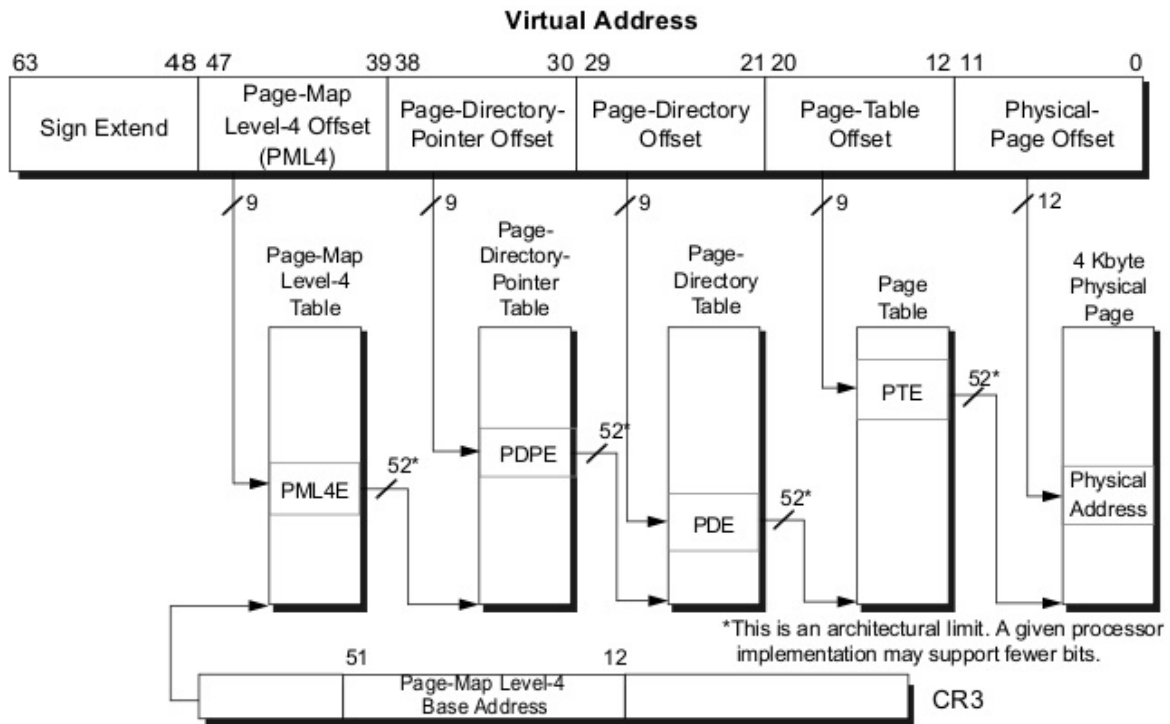 Virtual Address
63 48 47 39 38 30 29 21 20 12 11 0
Sign Extend
Page-Map
Level-4 Offset
(PML4)
Page-Directory-
Pointer Offset
Page-Directory
Offset
Page-Table
Offset
Physical-
Page Offset
9 9 9 9 12
Page-Map
Level-4
Table
Page-
Directory-
Pointer
Table
Page-
Directory
Table
Page
Table
4 Kbyte
Physical
Page
PML4E
52*
PDPE
52*
PDE
52*
PTE
52*
Physical
Address
*This is an architectural limit. A given processor
implementation may support fewer bits.
51 12
Page-Map Level-4
Base Address
CR3